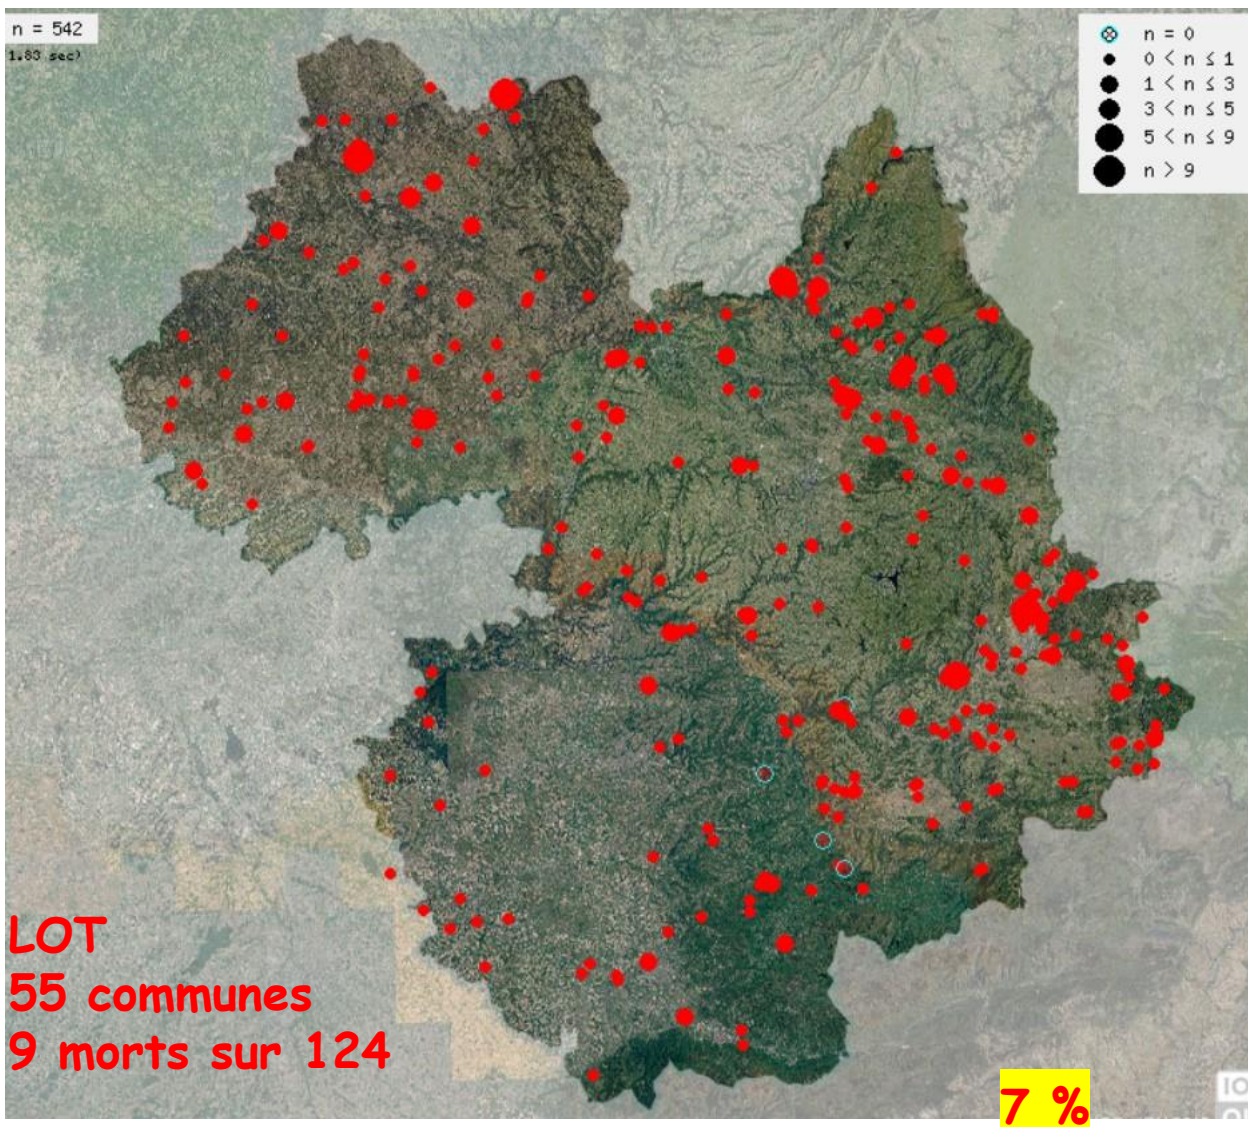 n = 542
1.83 sec)
n = 0
0 < n ≤ 1
1 < n ≤ 3
3 < n ≤ 5
5 < n ≤ 9
n > 9
LOT
55 communes
9 morts sur 124
7 %